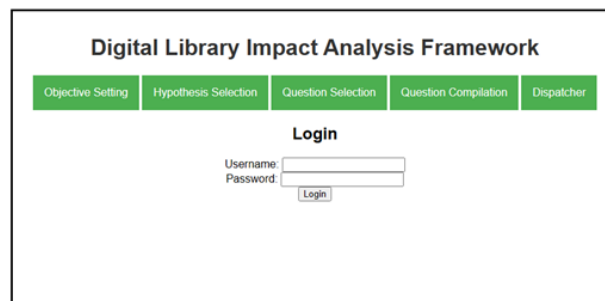 Digital Library Impact Analysis Framework
Objective Setting Hypothesis Selection Question Selection Question Compilation Dispatcher
Login
Username:
Password:
Login